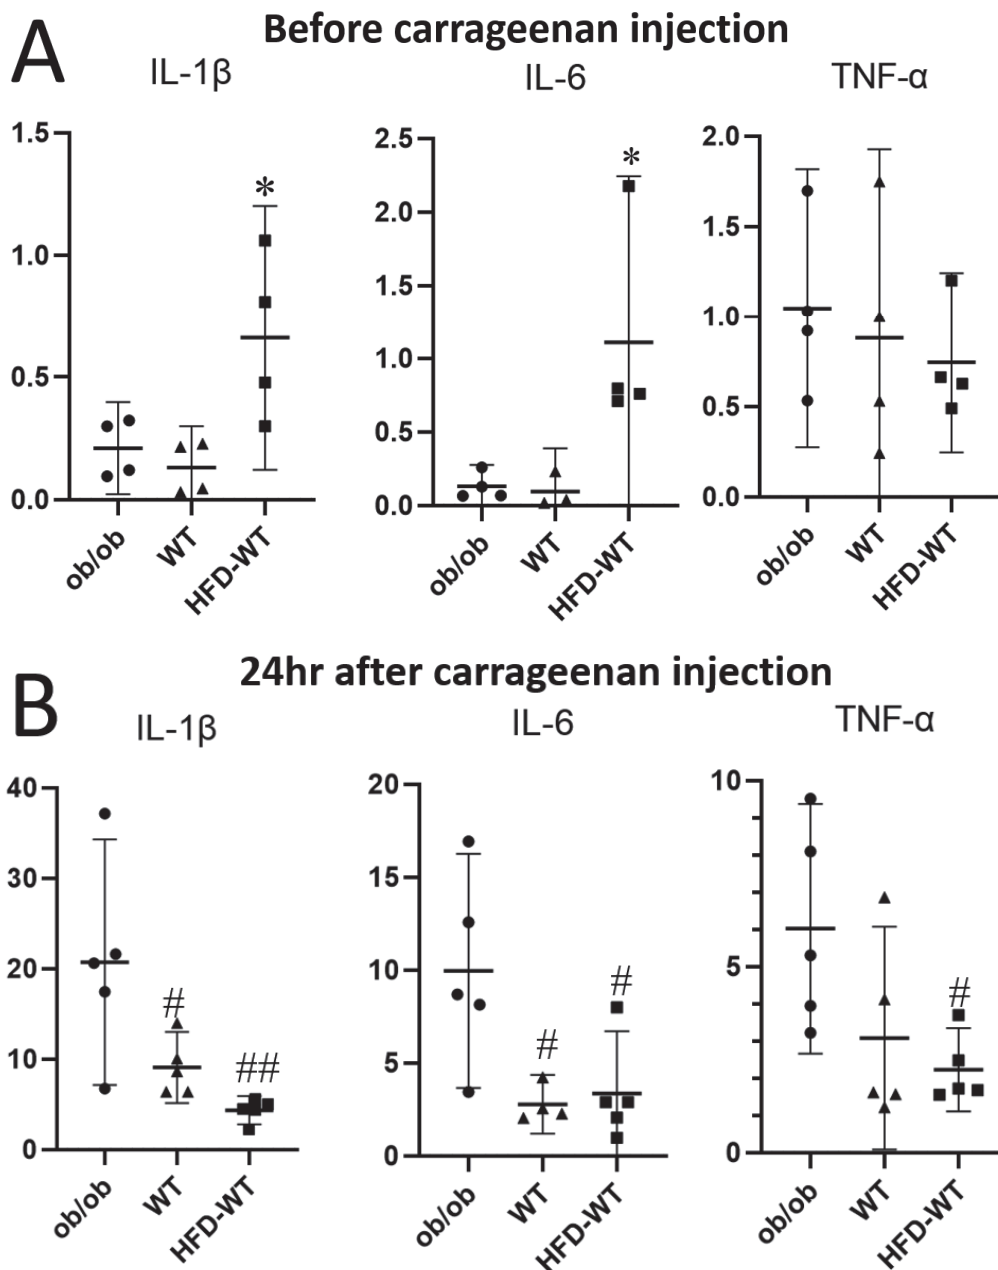 A
Before carrageenan injection
IL-1β
1.5
1.0
0.5
0.0
*
ob/ob
WT
HFD-WT
IL-6
2.5
2.0
1.5
1.0
0.5
0.0
*
ob/ob
WT
HFD-WT
TNF-α
2.0
1.5
1.0
0.5
0.0
ob/ob
WT
HFD-WT
B
24hr after carrageenan injection
IL-1β
40
30
20
10
0
#
##
ob/ob
WT
HFD-WT
IL-6
20
15
10
5
0
#
#
ob/ob
WT
HFD-WT
TNF-α
10
5
0
#
ob/ob
WT
HFD-WT